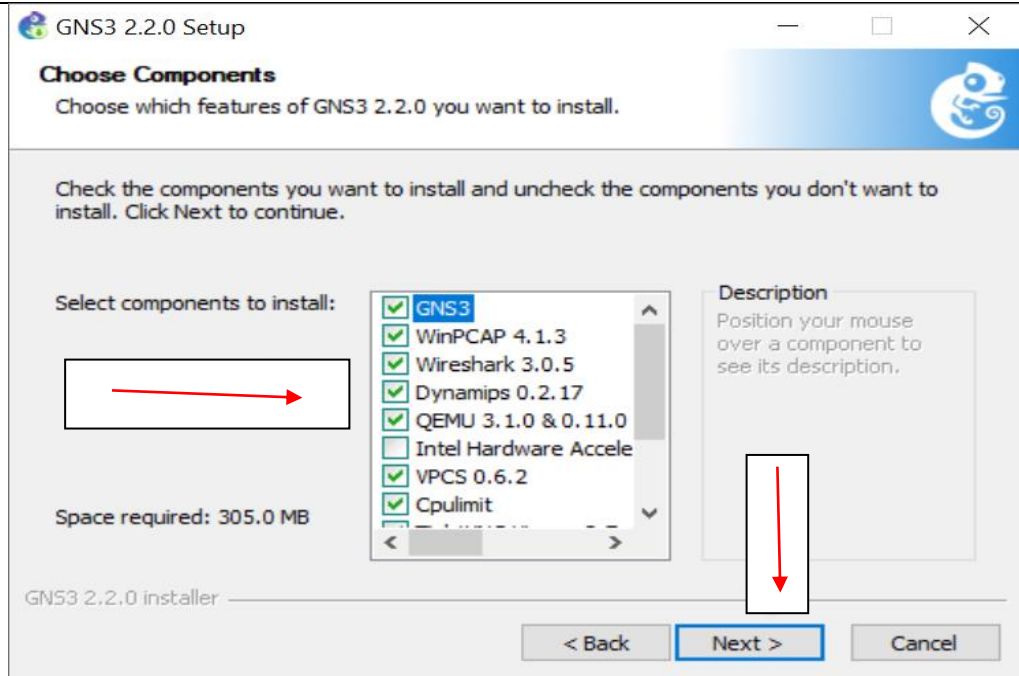 GNS3 2.2.0 Setup
Choose Components
Choose which features of GNS3 2.2.0 you want to install.
Check the components you want to install and uncheck the components you don't want to
install. Click Next to continue.
Select components to install:
GNS3
WinPCAP 4.1.3
Wireshark 3.0.5
Dynamips 0.2.17
QEMU 3.1.0 & 0.11.0
Intel Hardware Accele
VPCS 0.6.2
Cpulimit
Description
Position your mouse
over a component to
see its description.
Space required: 305.0 MB
GNS3 2.2.0 installer
< Back
Next >
Cancel